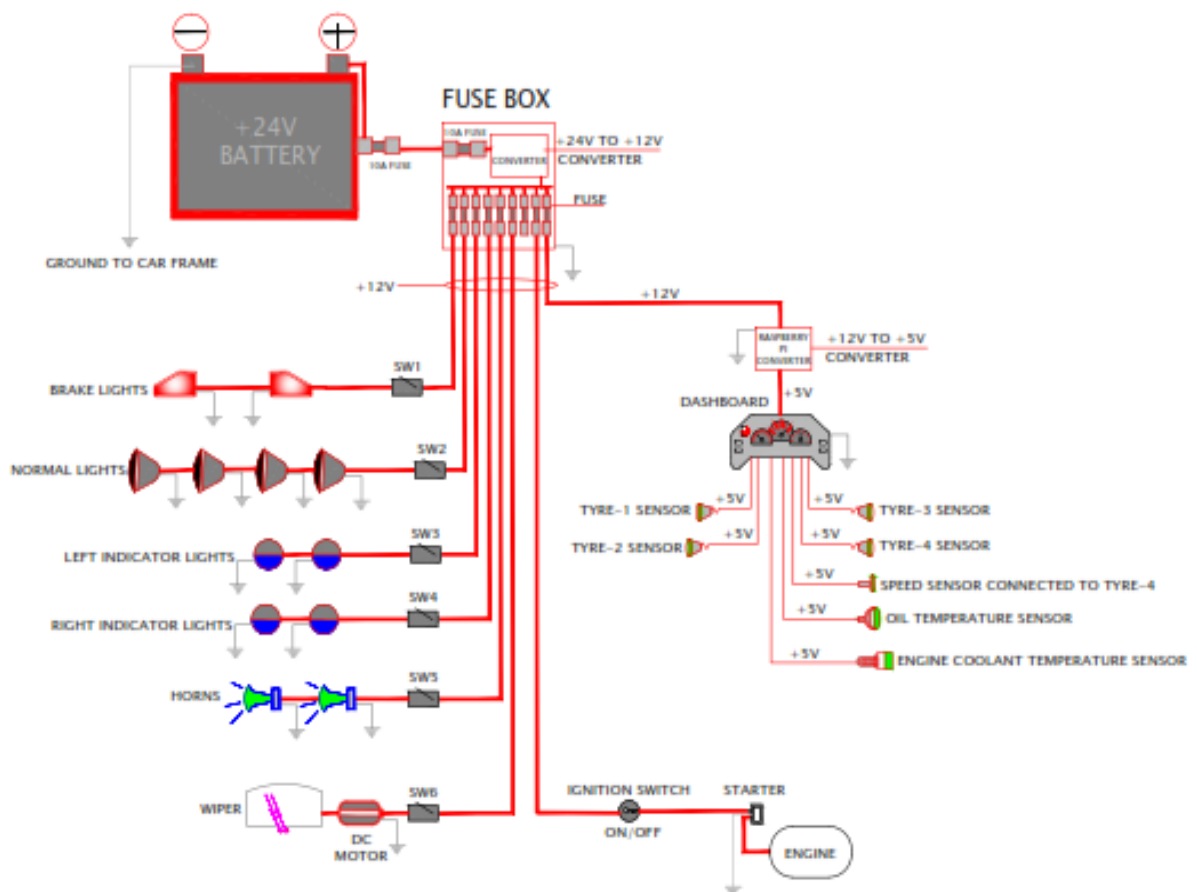 − +
FUSE BOX
+24V
BATTERY
10A FUSE
10A FUSE
CONVERTER
+24V TO +12V
CONVERTER
FUSE
GROUND TO CAR FRAME
+12V
+12V
RASPBERRY
PI
CONVERTER
+12V TO +5V
CONVERTER
+5V
DASHBOARD
SW1
BRAKE LIGHTS
SW2
NORMAL LIGHTS
TYRE-1 SENSOR
+5V
+5V
TYRE-3 SENSOR
TYRE-2 SENSOR
+5V
+5V
TYRE-4 SENSOR
SW3
LEFT INDICATOR LIGHTS
+5V
SPEED SENSOR CONNECTED TO TYRE-4
SW4
RIGHT INDICATOR LIGHTS
+5V
OIL TEMPERATURE SENSOR
+5V
ENGINE COOLANT TEMPERATURE SENSOR
SW5
HORNS
SW6
WIPER
DC
MOTOR
IGNITION SWITCH
ON/OFF
STARTER
ENGINE